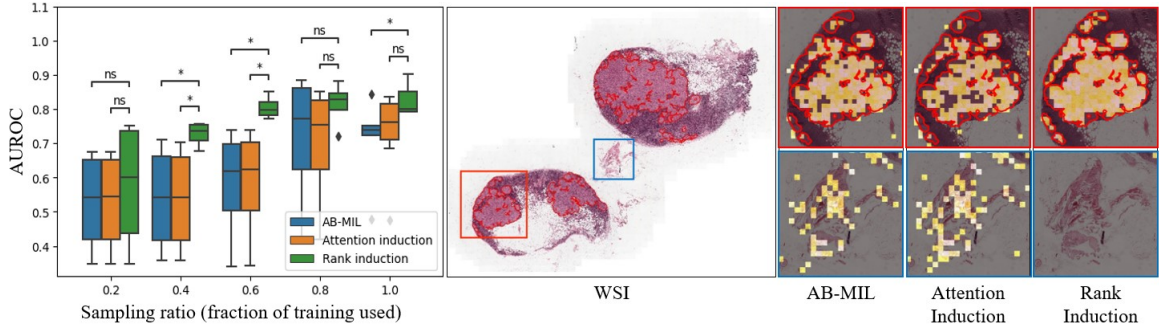 1.1
1.0
0.9
0.8
0.7
0.6
0.5
0.4
AUROC
ns
ns
*
*
*
*
ns
ns
*
ns
AB-MIL
Attention induction
Rank induction
0.2 0.4 0.6 0.8 1.0
Sampling ratio (fraction of training used)
WSI
AB-MIL
Attention
Induction
Rank
Induction